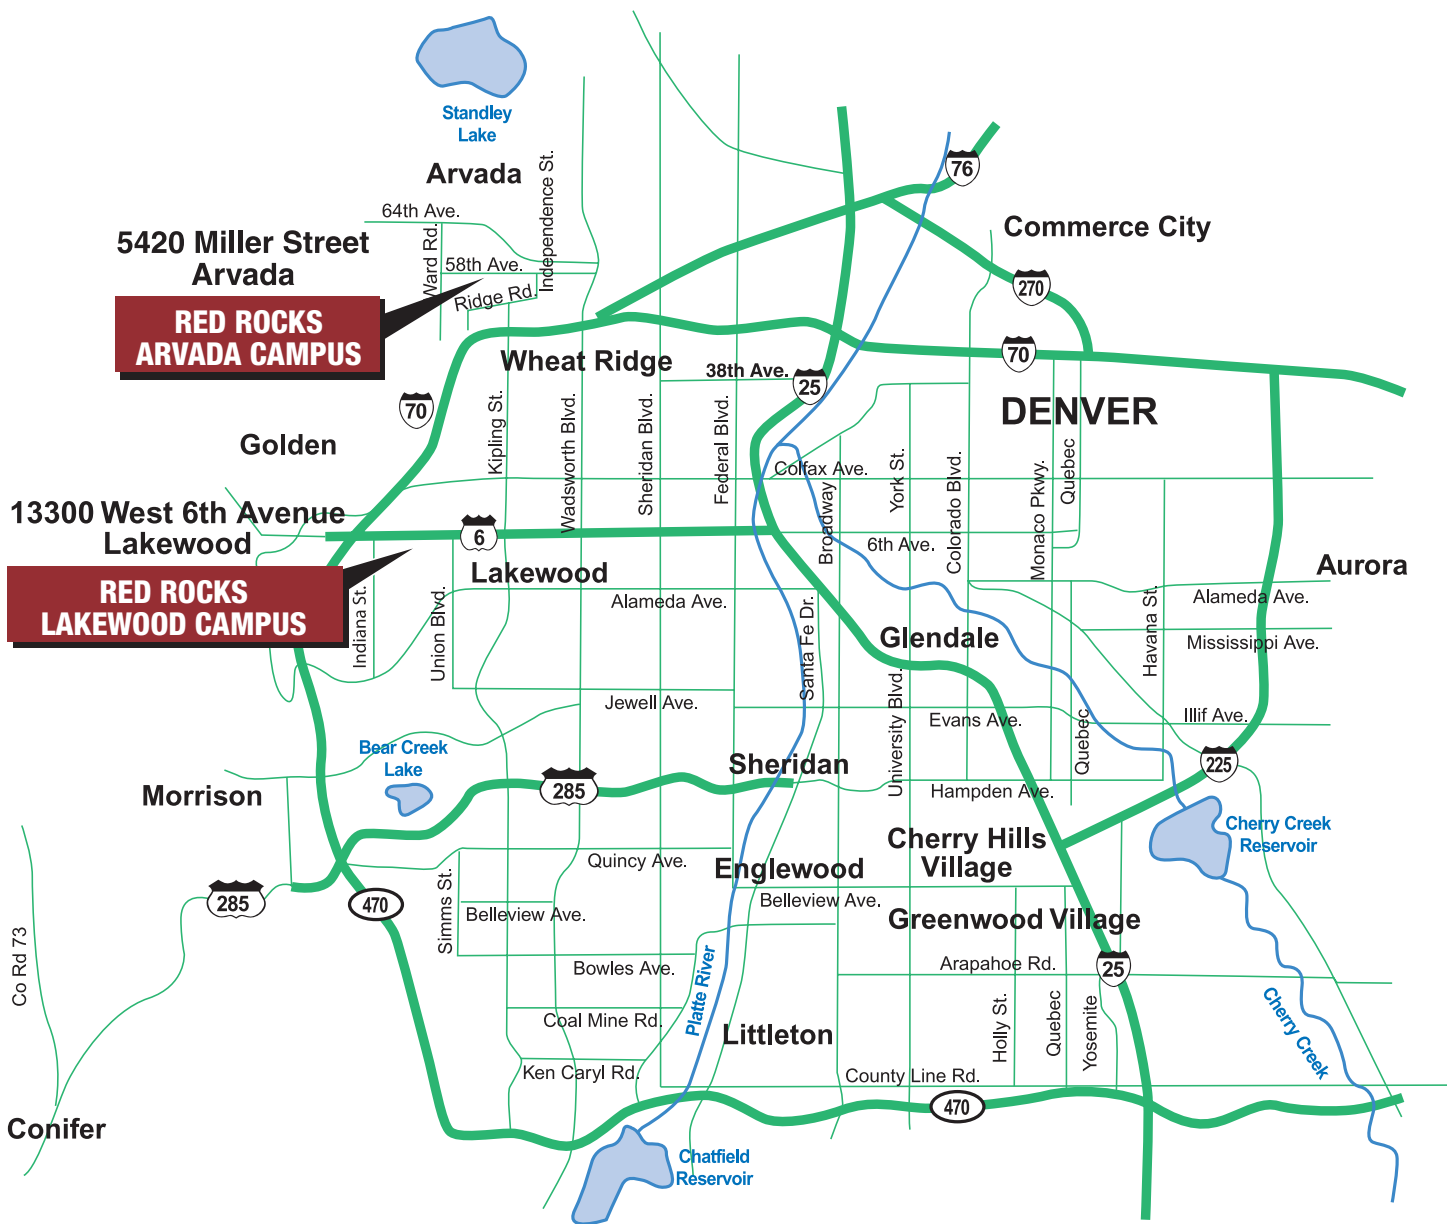 Standley
Lake
Arvada
64th Ave.
Independence St.
Ward Rd.
58th Ave.
Ridge Rd.
5420 Miller Street
Arvada
RED ROCKS
ARVADA CAMPUS
76
Commerce City
270
70
Wheat Ridge
38th Ave.
25
70
DENVER
Golden
Kipling St.
Wadsworth Blvd.
Sheridan Blvd.
Federal Blvd.
Colfax Ave.
Broadway
York St.
Colorado Blvd.
Monaco Pkwy.
Quebec
13300 West 6th Avenue
Lakewood
6
6th Ave.
RED ROCKS
LAKEWOOD CAMPUS
Lakewood
Aurora
Indiana St.
Union Blvd.
Alameda Ave.
Santa Fe Dr.
Glendale
Havana St.
Alameda Ave.
Mississippi Ave.
Jewell Ave.
University Blvd.
Evans Ave.
Quebec
Illif Ave.
Bear Creek
Lake
Sheridan
225
Morrison
285
Hampden Ave.
Cherry Creek
Reservoir
Cherry Hills
Village
Quincy Ave.
Englewood
285
470
Simms St.
Belleview Ave.
Belleview Ave.
Greenwood Village
Co Rd 73
Bowles Ave.
Platte River
Arapahoe Rd.
25
Coal Mine Rd.
Littleton
Holly St.
Quebec
Yosemite
Cherry Creek
Ken Caryl Rd.
County Line Rd.
470
Conifer
Chatfield
Reservoir